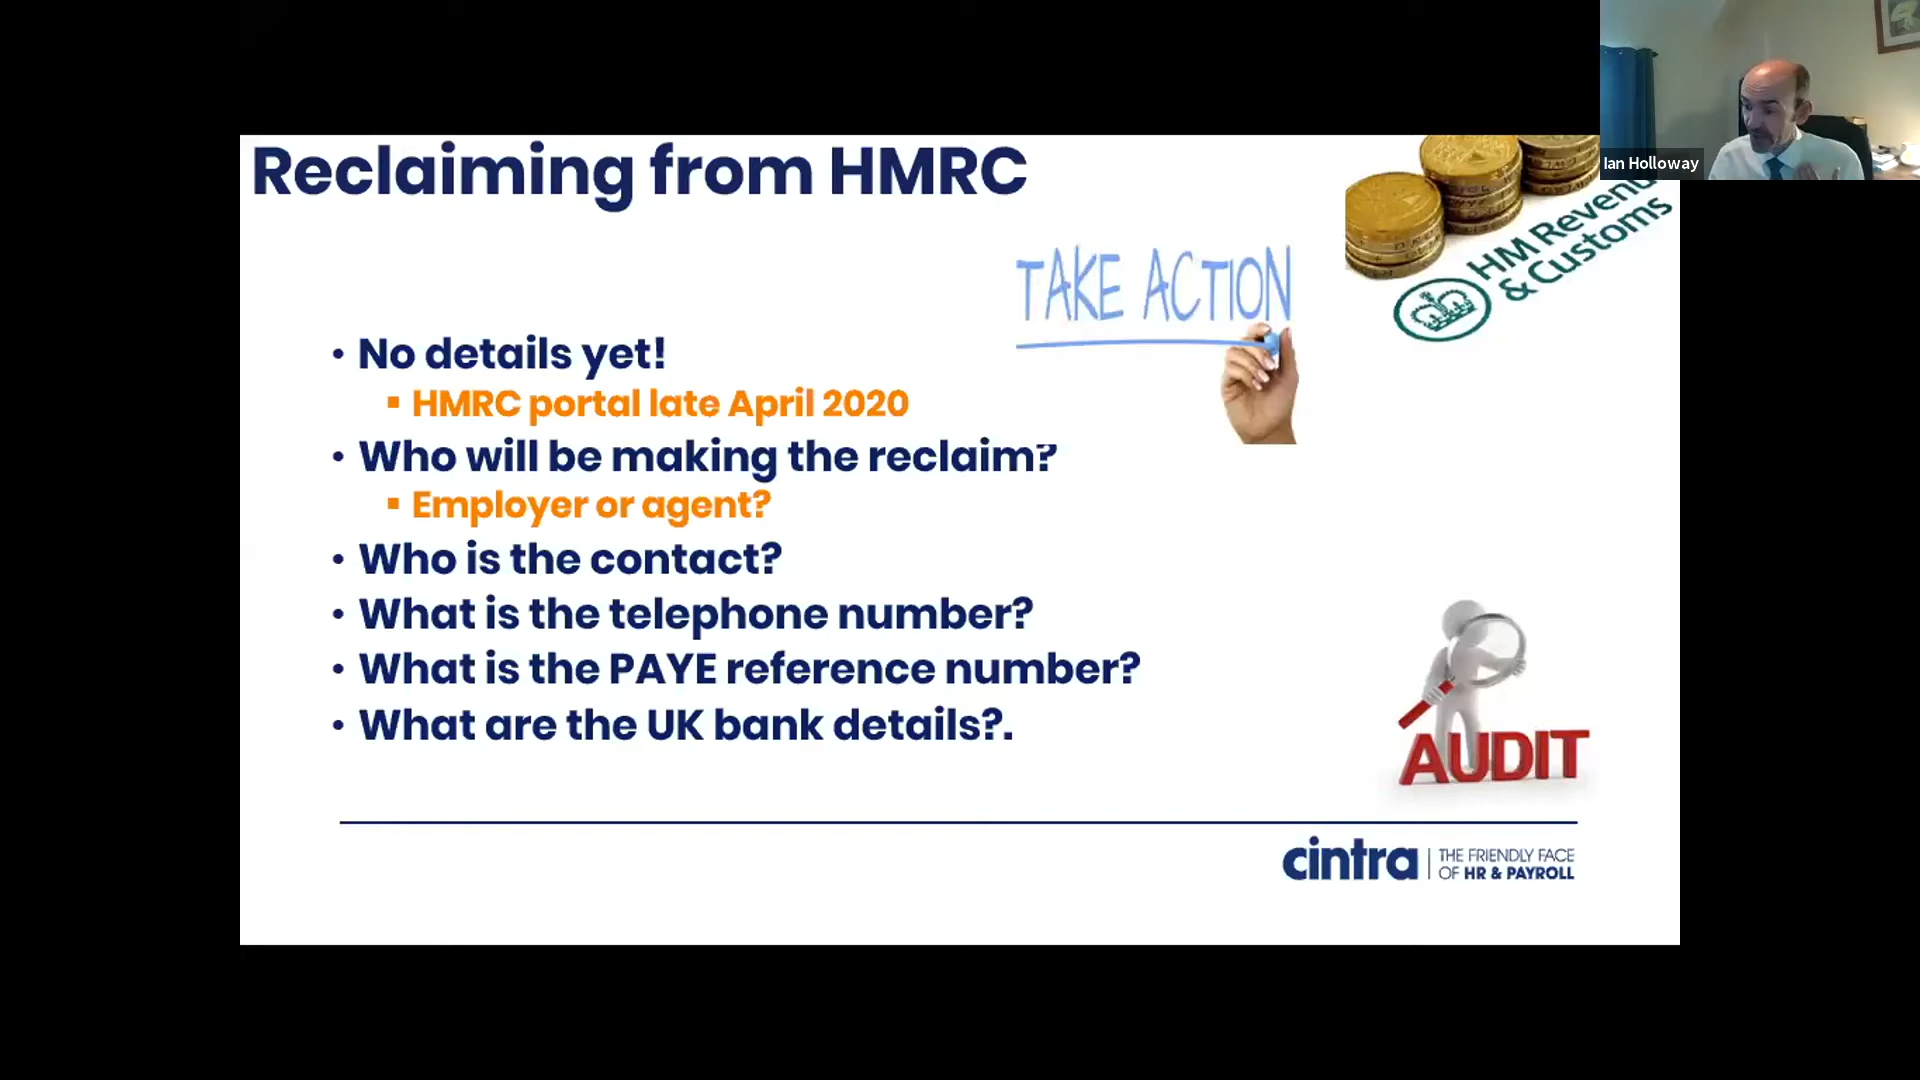 Reclaiming from HMRC
Ian Holloway
HM Revenu
& Customs
TAKE ACTION
• No details yet!
▪ HMRC portal late April 2020
• Who will be making the reclaim?
▪ Employer or agent?
• Who is the contact?
• What is the telephone number?
• What is the PAYE reference number?
• What are the UK bank details?.
AUDIT
cintra
THE FRIENDLY FACE
OF HR & PAYROLL